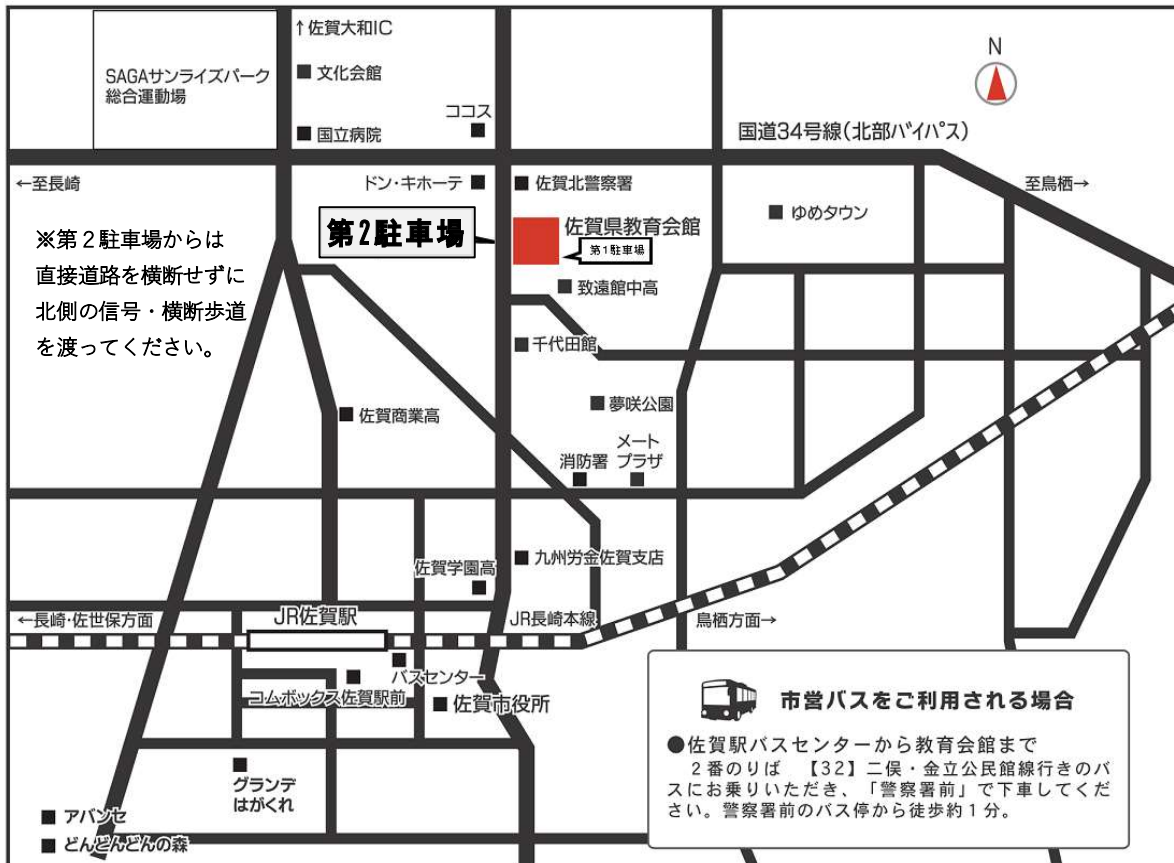 ↑佐賀大和IC
SAGAサンライズパーク
総合運動場
文化会館
国立病院
ココス
N
国道34号線(北部バイパス)
←至長崎
ドン・キホーテ
佐賀北警察署
至鳥栖→
ゆめタウン
第2駐車場
佐賀県教育会館
第1駐車場
※第２駐車場からは
直接道路を横断せずに
北側の信号・横断歩道
を渡ってください。
致遠館中高
千代田館
夢咲公園
佐賀商業高
メート
プラザ
消防署
九州労金佐賀支店
佐賀学園高
←長崎・佐世保方面
JR佐賀駅
JR長崎本線
鳥栖方面→
バスセンター
コムボックス佐賀駅前
佐賀市役所
グランデ
はがくれ
アバンセ
どんどんどんの森
市営バスをご利用される場合
●佐賀駅バスセンターから教育会館まで
２番のりば　【32】二俣・金立公民館線行きのバ
スにお乗りいただき、「警察署前」で下車してくだ
さい。警察署前のバス停から徒歩約１分。